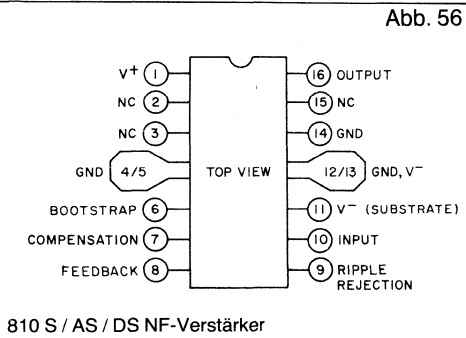 Abb. 56
V+ 1
NC 2
NC 3
GND 4/5
BOOTSTRAP 6
COMPENSATION 7
FEEDBACK 8
TOP VIEW
16 OUTPUT
15 NC
14 GND
12/13 GND, V−
11 V− (SUBSTRATE)
10 INPUT
9 RIPPLE
REJECTION
810 S / AS / DS NF-Verstärker